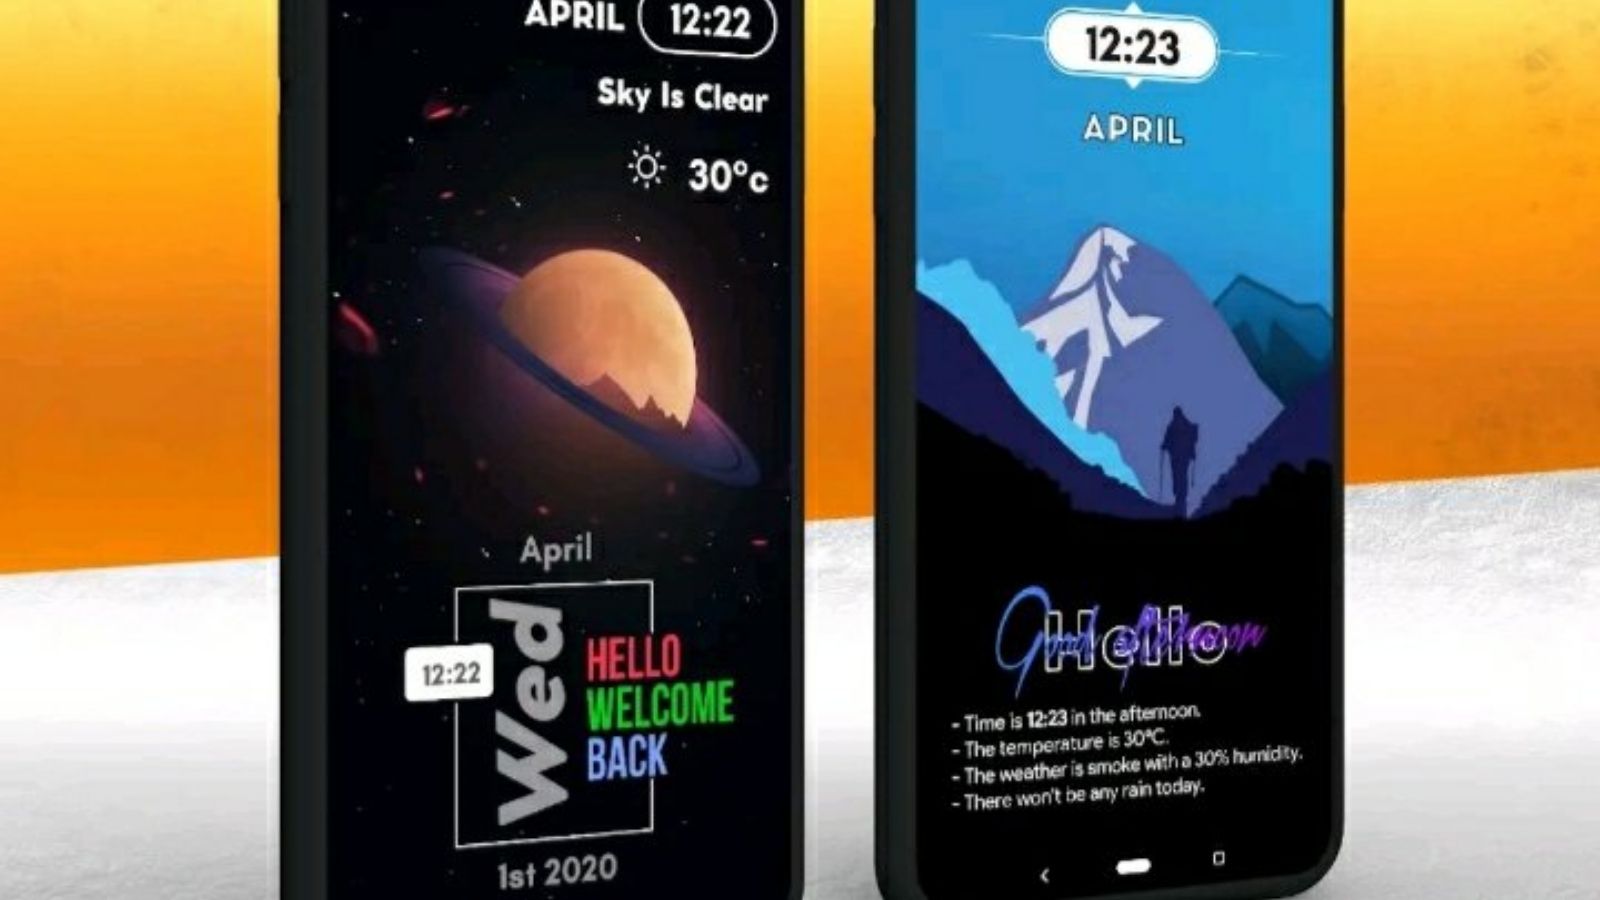 APRIL 12:22
Sky Is Clear
30°c
April
Wed
12:22
HELLO
WELCOME
BACK
1st 2020
12:23
APRIL
Hello
Good afternoon
- Time is 12:23 in the afternoon.
- The temperature is 30°C.
- The weather is smoke with a 30% humidity.
- There won't be any rain today.